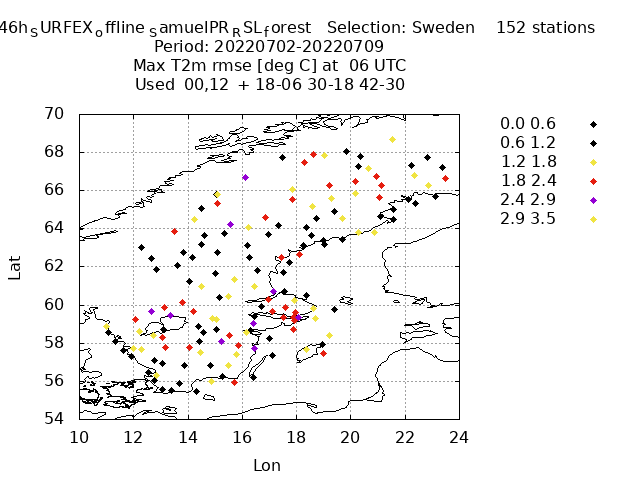 46hSURFEXoffline SamuelPRRSLforest Selection: Sweden 152 stations
Period: 20220702-20220709
Max T2m rmse [deg C] at 06 UTC
Used 00,12 + 18-06 30-18 42-30
70
68
66
64
62
60
58
56
54
Lat
10 12 14 16 18 20 22 24
Lon
0.0 0.6
0.6 1.2
1.2 1.8
1.8 2.4
2.4 2.9
2.9 3.5